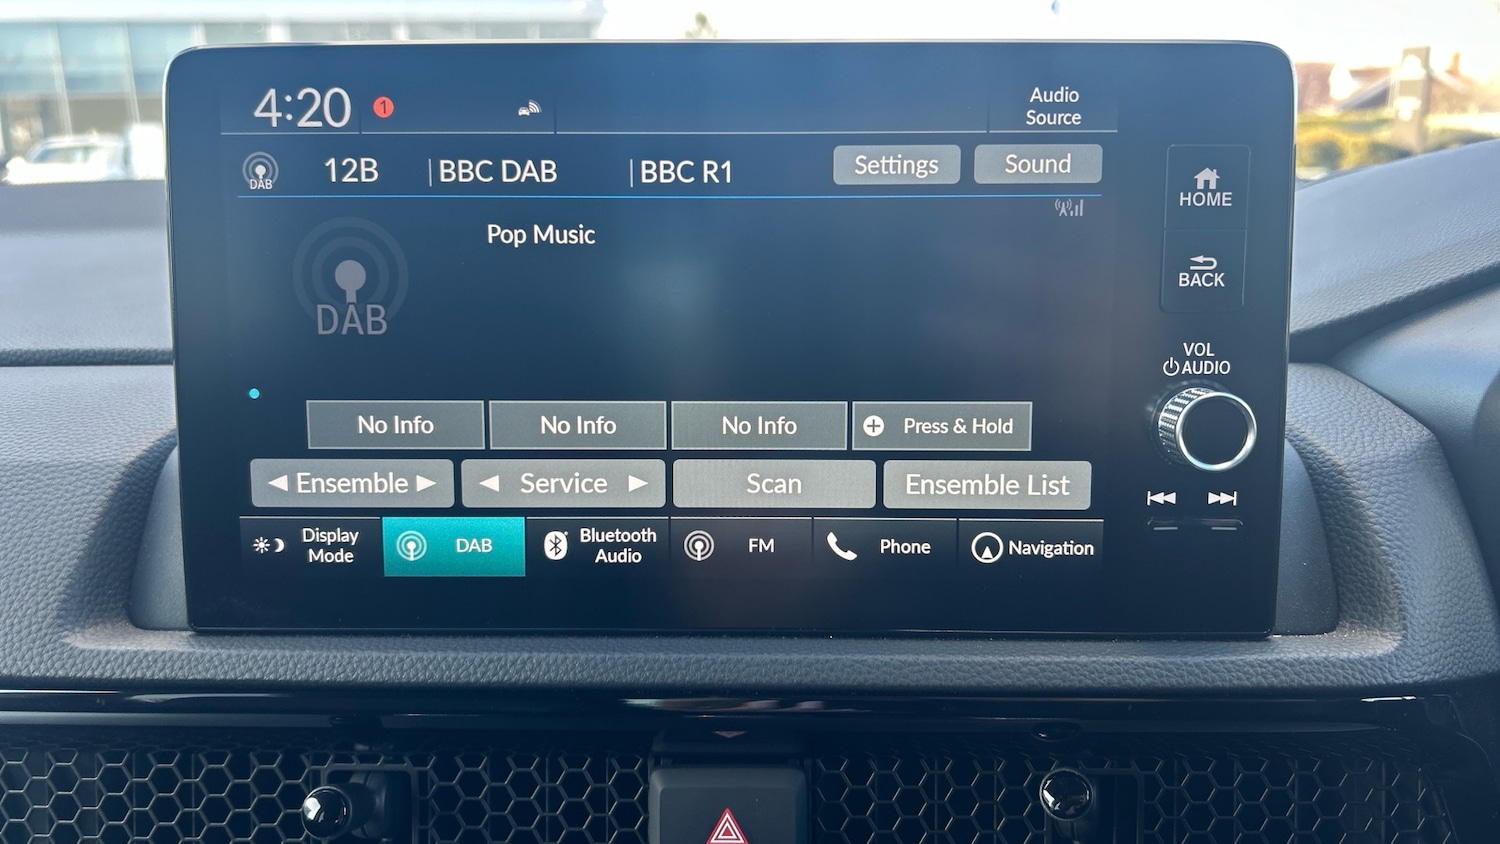 4:20
1
Audio
Source
DAB
12B
BBC DAB
BBC R1
Settings
Sound
HOME
Pop Music
BACK
DAB
VOL
AUDIO
No Info
No Info
No Info
Press & Hold
Ensemble
Service
Scan
Ensemble List
Display
Mode
DAB
Bluetooth
Audio
FM
Phone
Navigation